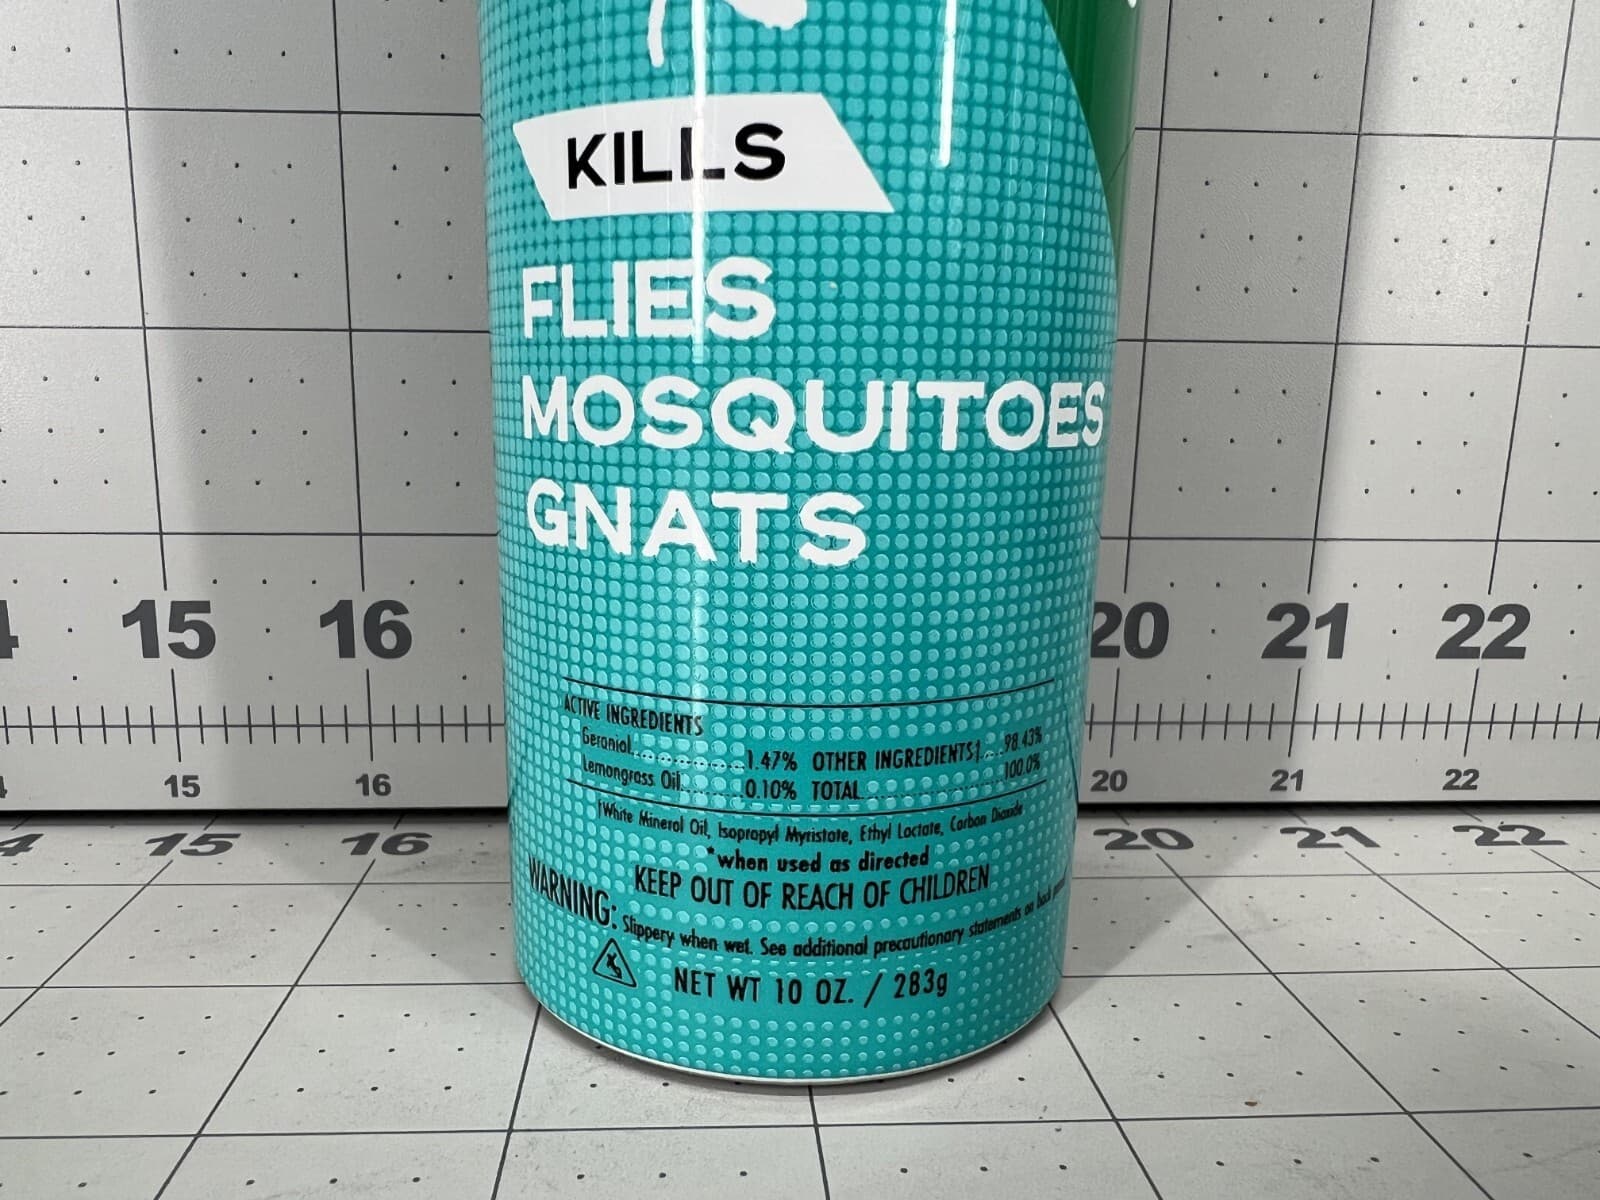 KILLS
FLIES
MOSQUITOES
GNATS
15 16 20 21 22
ACTIVE INGREDIENTS
Geraniol..................1.47% OTHER INGREDIENTS†....98.43%
Lemongrass Oil..........0.10% TOTAL....................100.0%
†White Mineral Oil, Isopropyl Myristate, Ethyl Lactate, Carbon Dioxide
*when used as directed
KEEP OUT OF REACH OF CHILDREN
WARNING: Slippery when wet. See additional precautionary statements on back
NET WT 10 OZ. / 283g
15 16 20 21 22
4 15 16 20 21 22